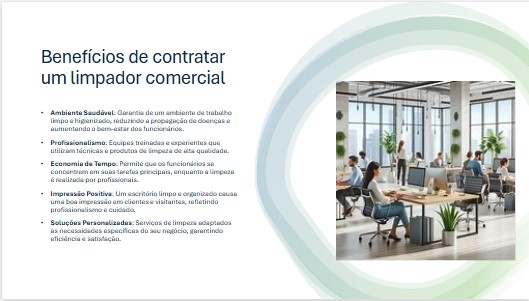 Benefícios de contratar
um limpador comercial
• Ambiente Saudável: Garantia de um ambiente de trabalho
limpo e higienizado, reduzindo a propagação de doenças e
aumentando o bem-estar dos funcionários.
• Profissionalismo: Equipes treinadas e experientes que
utilizam técnicas e produtos de limpeza de alta qualidade.
• Economia de Tempo: Permite que os funcionários se
concentrem em suas tarefas principais, enquanto a limpeza
é realizada por profissionais.
• Impressão Positiva: Um escritório limpo e organizado causa
uma boa impressão em clientes e visitantes, refletindo
profissionalismo e cuidado.
• Soluções Personalizadas: Serviços de limpeza adaptados
às necessidades específicas do seu negócio, garantindo
eficiência e satisfação.